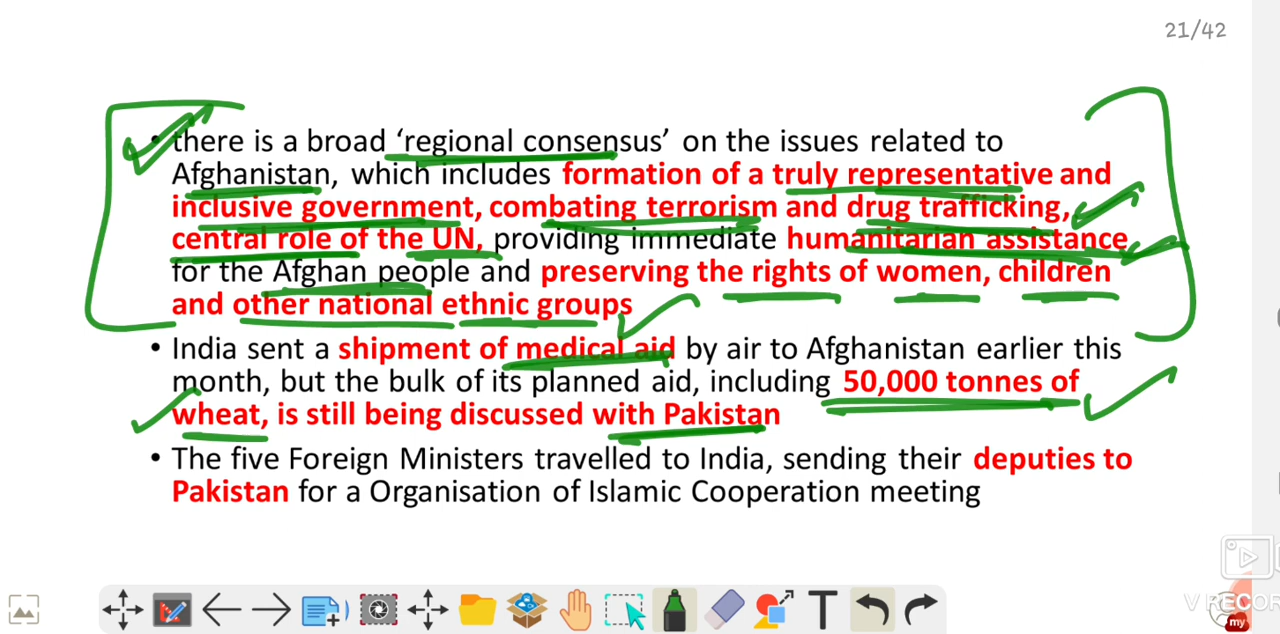 21/42
• there is a broad ‘regional consensus’ on the issues related to
Afghanistan, which includes formation of a truly representative and
inclusive government, combating terrorism and drug trafficking,
central role of the UN, providing immediate humanitarian assistance
for the Afghan people and preserving the rights of women, children
and other national ethnic groups
• India sent a shipment of medical aid by air to Afghanistan earlier this
month, but the bulk of its planned aid, including 50,000 tonnes of
wheat, is still being discussed with Pakistan
• The five Foreign Ministers travelled to India, sending their deputies to
Pakistan for a Organisation of Islamic Cooperation meeting
T
V RECOR
my